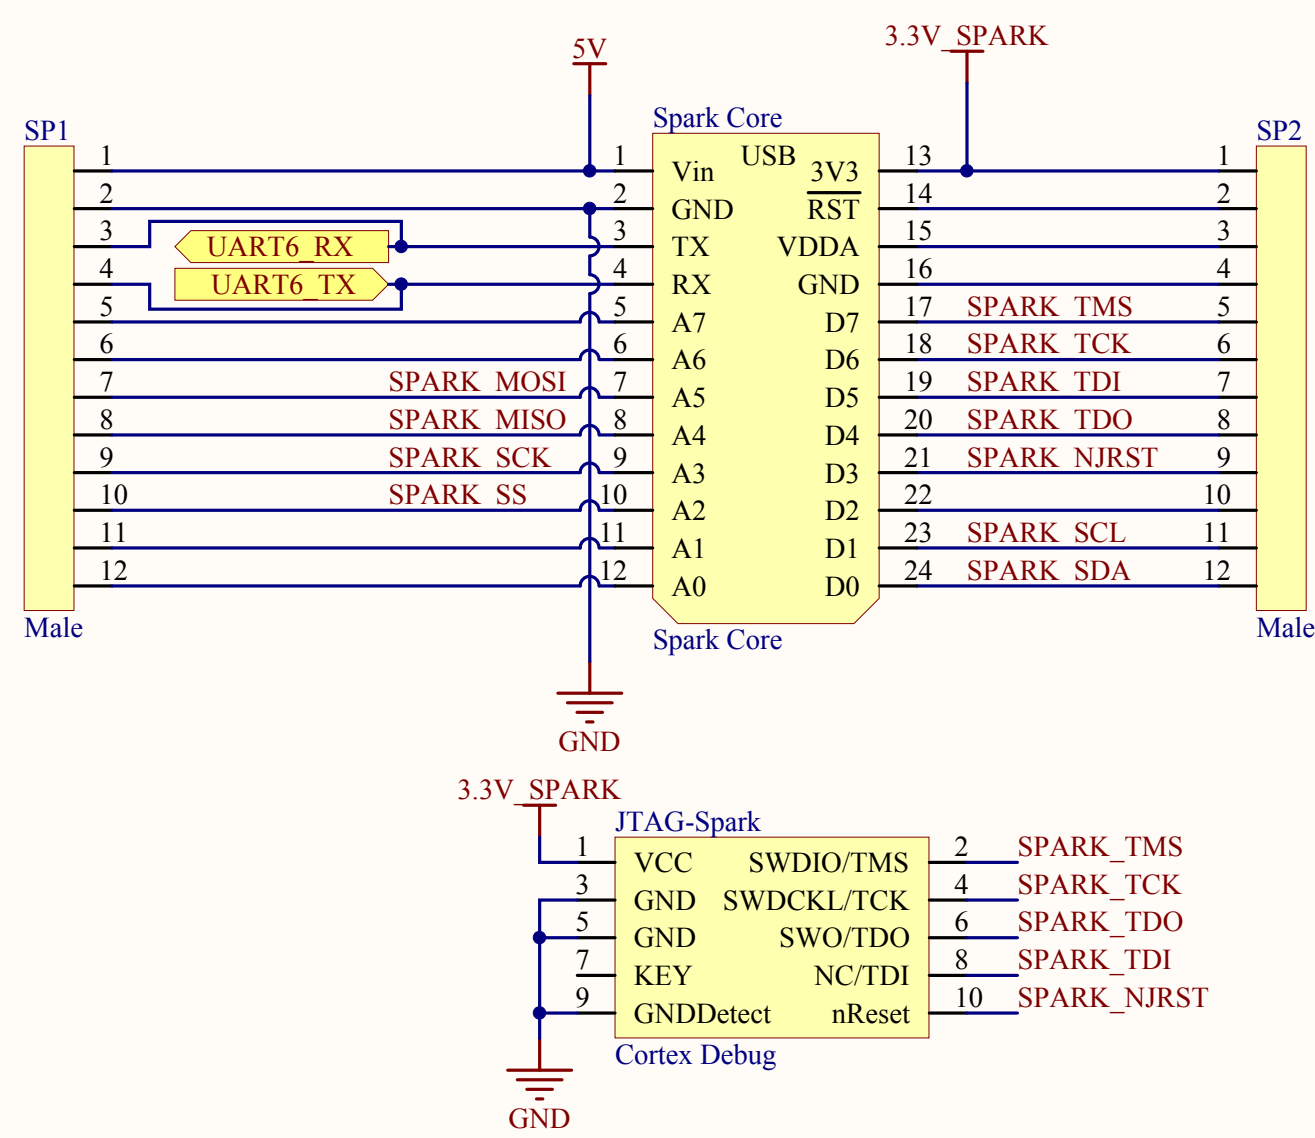 5V
3.3V_SPARK
SP1
Spark Core
SP2
1 1 Vin USB 3V3 13 1
2 2 GND RST 14 2
3 UART6_RX 3 TX VDDA 15 3
4 UART6_TX 4 RX GND 16 4
5 5 A7 D7 17 SPARK_TMS 5
6 6 A6 D6 18 SPARK_TCK 6
7 SPARK_MOSI 7 A5 D5 19 SPARK_TDI 7
8 SPARK_MISO 8 A4 D4 20 SPARK_TDO 8
9 SPARK_SCK 9 A3 D3 21 SPARK_NJRST 9
10 SPARK_SS 10 A2 D2 22 10
11 11 A1 D1 23 SPARK_SCL 11
12 12 A0 D0 24 SPARK_SDA 12
Male
Spark Core
Male
GND
3.3V_SPARK
JTAG-Spark
1 VCC SWDIO/TMS 2 SPARK_TMS
3 GND SWDCKL/TCK 4 SPARK_TCK
5 GND SWO/TDO 6 SPARK_TDO
7 KEY NC/TDI 8 SPARK_TDI
9 GNDDetect nReset 10 SPARK_NJRST
Cortex Debug
GND